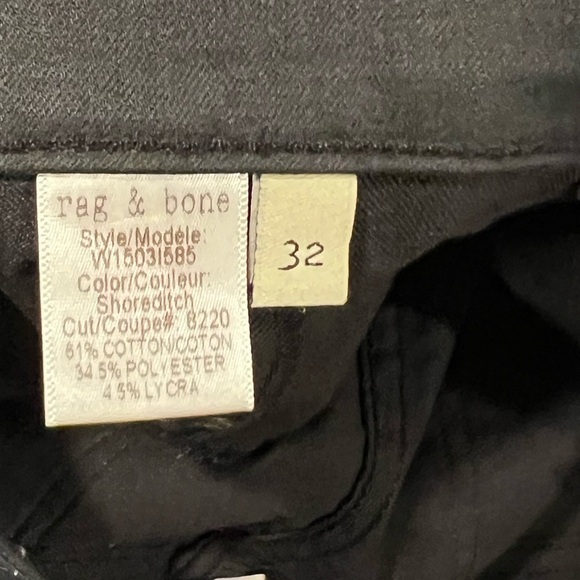 rag & bone
Style/Modéle:
W1503I585
Color/Couleur:
Shoreditch
Cut/Coupe#: 8220
61% COTTON/COTON
34.5% POLYESTER
4.5% LYCRA
32